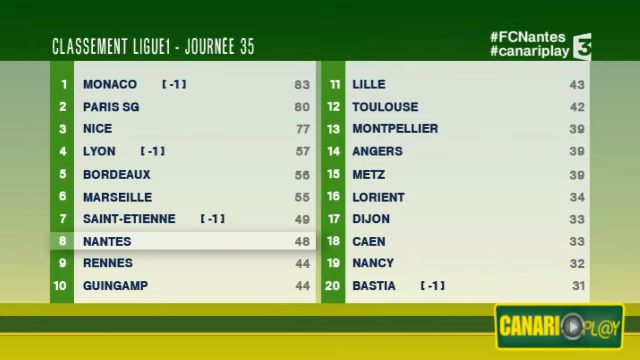 CLASSEMENT LIGUE1 - JOURNÉE 35
#FCNantes
#canariplay 3
1 MONACO [ -1 ] 83
2 PARIS SG 80
3 NICE 77
4 LYON [ -1 ] 57
5 BORDEAUX 56
6 MARSEILLE 55
7 SAINT-ETIENNE [ -1 ] 49
8 NANTES 48
9 RENNES 44
10 GUINGAMP 44
11 LILLE 43
12 TOULOUSE 42
13 MONTPELLIER 39
14 ANGERS 39
15 METZ 39
16 LORIENT 34
17 DIJON 33
18 CAEN 33
19 NANCY 32
20 BASTIA [ -1 ] 31
CANARI PL@Y